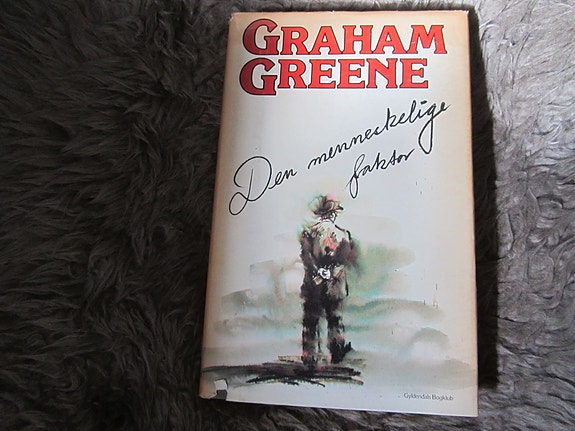 GRAHAM
GREENE
Den menneskelige
faktor
Gyldendals Bogklub